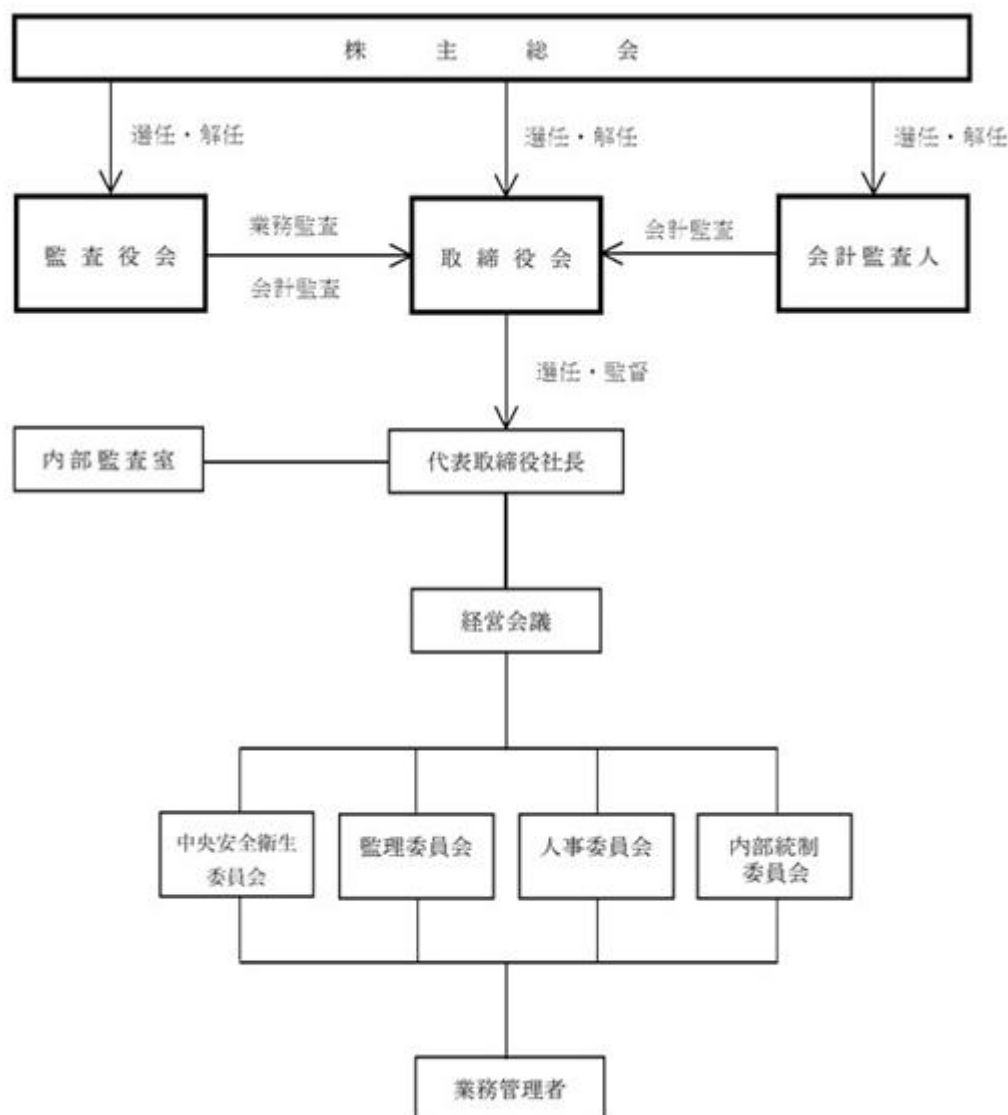 株主総会
選任・解任
選任・解任
選任・解任
監査役会
業務監査
会計監査
取締役会
会計監査
会計監査人
選任・監督
内部監査室
代表取締役社長
経営会議
中央安全衛生
委員会
監理委員会
人事委員会
内部統制
委員会
業務管理者